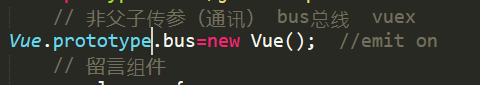 // 非父子传参（通讯） bus总线  vuex
Vue.prototype.bus=new Vue();  //emit on
// 留言组件